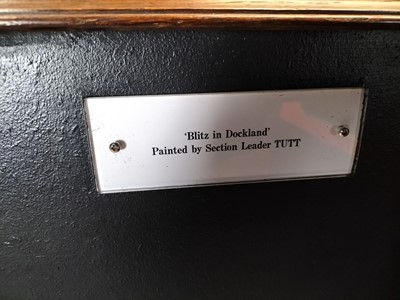 'Blitz in Dockland'
Painted by Section Leader TUTT